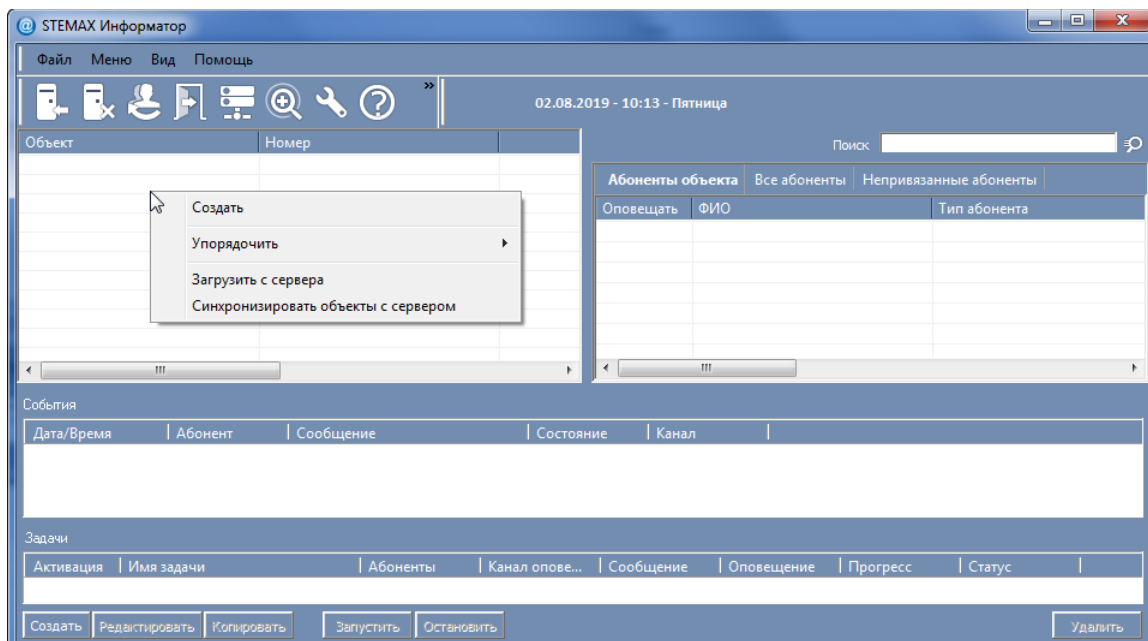 STEMAX Информатор
Файл Меню Вид Помощь
02.08.2019 - 10:13 - Пятница
Объект Номер
Поиск
Абоненты объекта Все абоненты Непривязанные абоненты
Оповещать ФИО Тип абонента
Создать
Упорядочить
Загрузить с сервера
Синхронизировать объекты с сервером
События
Дата/Время Абонент Сообщение Состояние Канал
Задачи
Активация Имя задачи Абоненты Канал опове... Сообщение Оповещение Прогресс Статус
Создать Редактировать Копировать Запустить Остановить Удалить